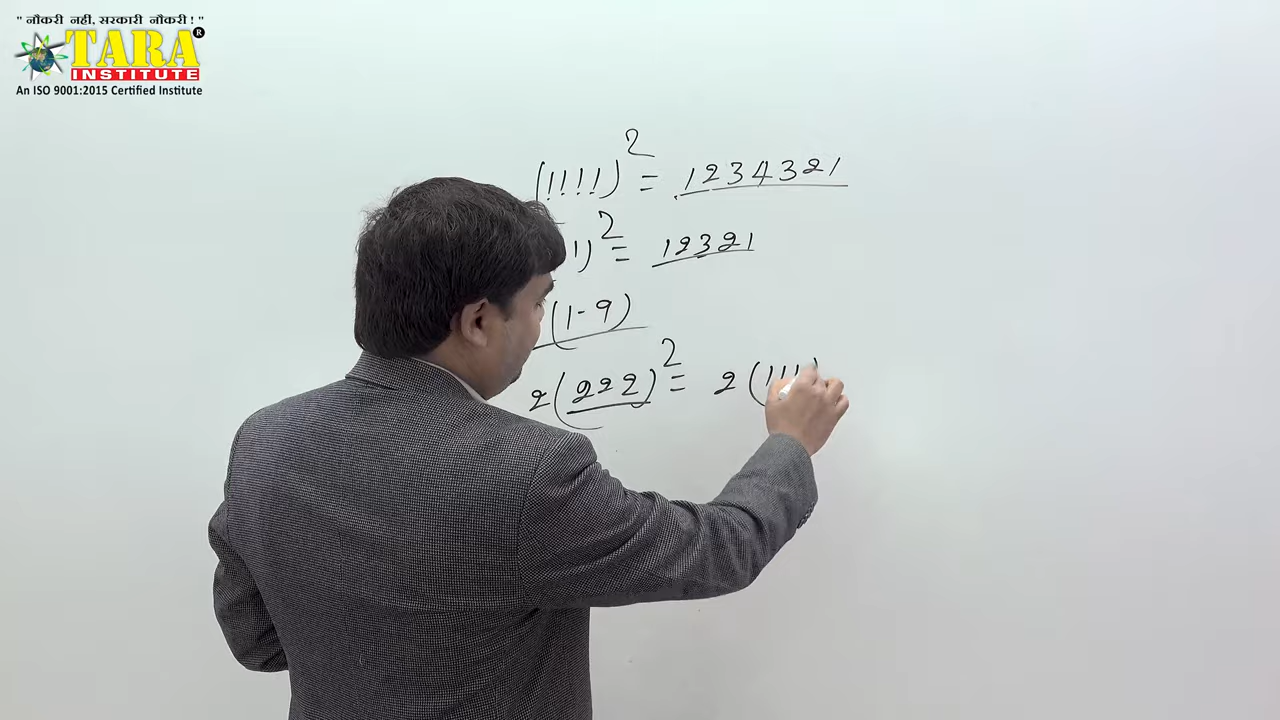 " नौकरी नहीं, सरकारी नौकरी ! "
TARA ®
INSTITUTE
An ISO 9001:2015 Certified Institute
(1111)² = 1234321
11)² = 12321
(1-9)
2(222)² = 2(111)